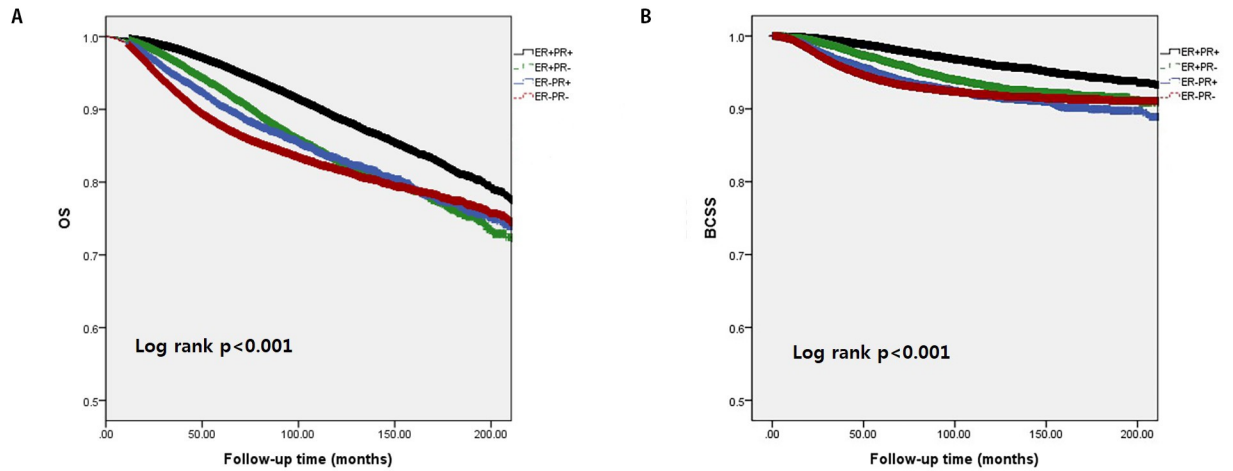 A
OS
1.0
0.9
0.8
0.7
0.6
0.5
ER+PR+
ER+PR-
ER-PR+
ER-PR-
Log rank p<0.001
.00 50.00 100.00 150.00 200.00
Follow-up time (months)
B
BCSS
1.0
0.9
0.8
0.7
0.6
0.5
ER+PR+
ER+PR-
ER-PR+
ER-PR-
Log rank p<0.001
.00 50.00 100.00 150.00 200.00
Follow-up time (months)